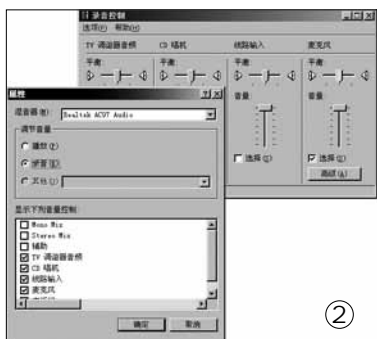 录音控制
选项(P) 帮助(H)
TV 调谐器音频 CD 唱机 线路输入 麦克风
平衡: 平衡: 平衡: 平衡:
音量: 音量:
选择(S) 选择(S)
高级(A)
属性
混音器(M): Realtek AC97 Audio
调节音量
播放(P)
录音(R)
其他(O)
显示下列音量控制:
Mono Mix
Stereo Mix
辅助
TV 调谐器音频
CD 唱机
线路输入
麦克风
确定 取消
②